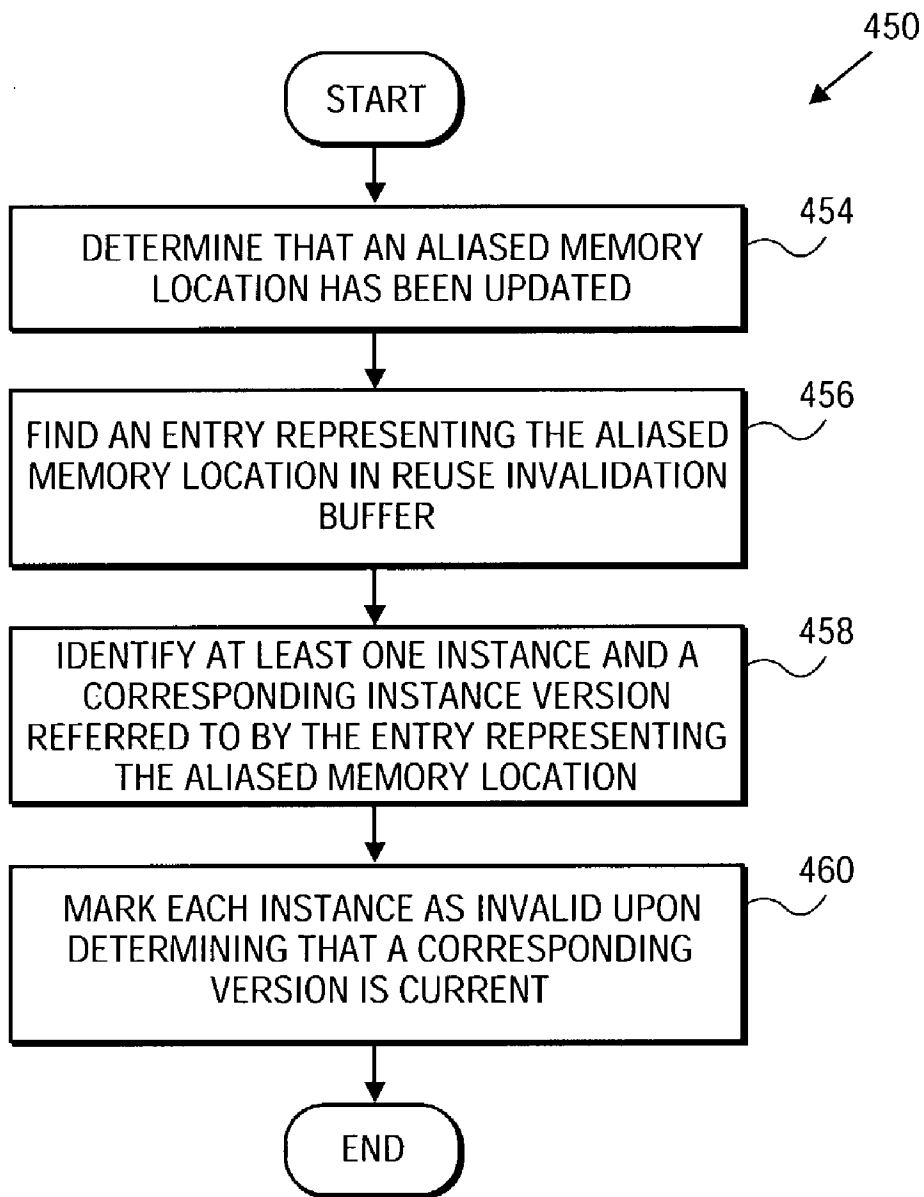 450
START
454
DETERMINE THAT AN ALIASED MEMORY
LOCATION HAS BEEN UPDATED
456
FIND AN ENTRY REPRESENTING THE ALIASED
MEMORY LOCATION IN REUSE INVALIDATION
BUFFER
458
IDENTIFY AT LEAST ONE INSTANCE AND A
CORRESPONDING INSTANCE VERSION
REFERRED TO BY THE ENTRY REPRESENTING
THE ALIASED MEMORY LOCATION
460
MARK EACH INSTANCE AS INVALID UPON
DETERMINING THAT A CORRESPONDING
VERSION IS CURRENT
END